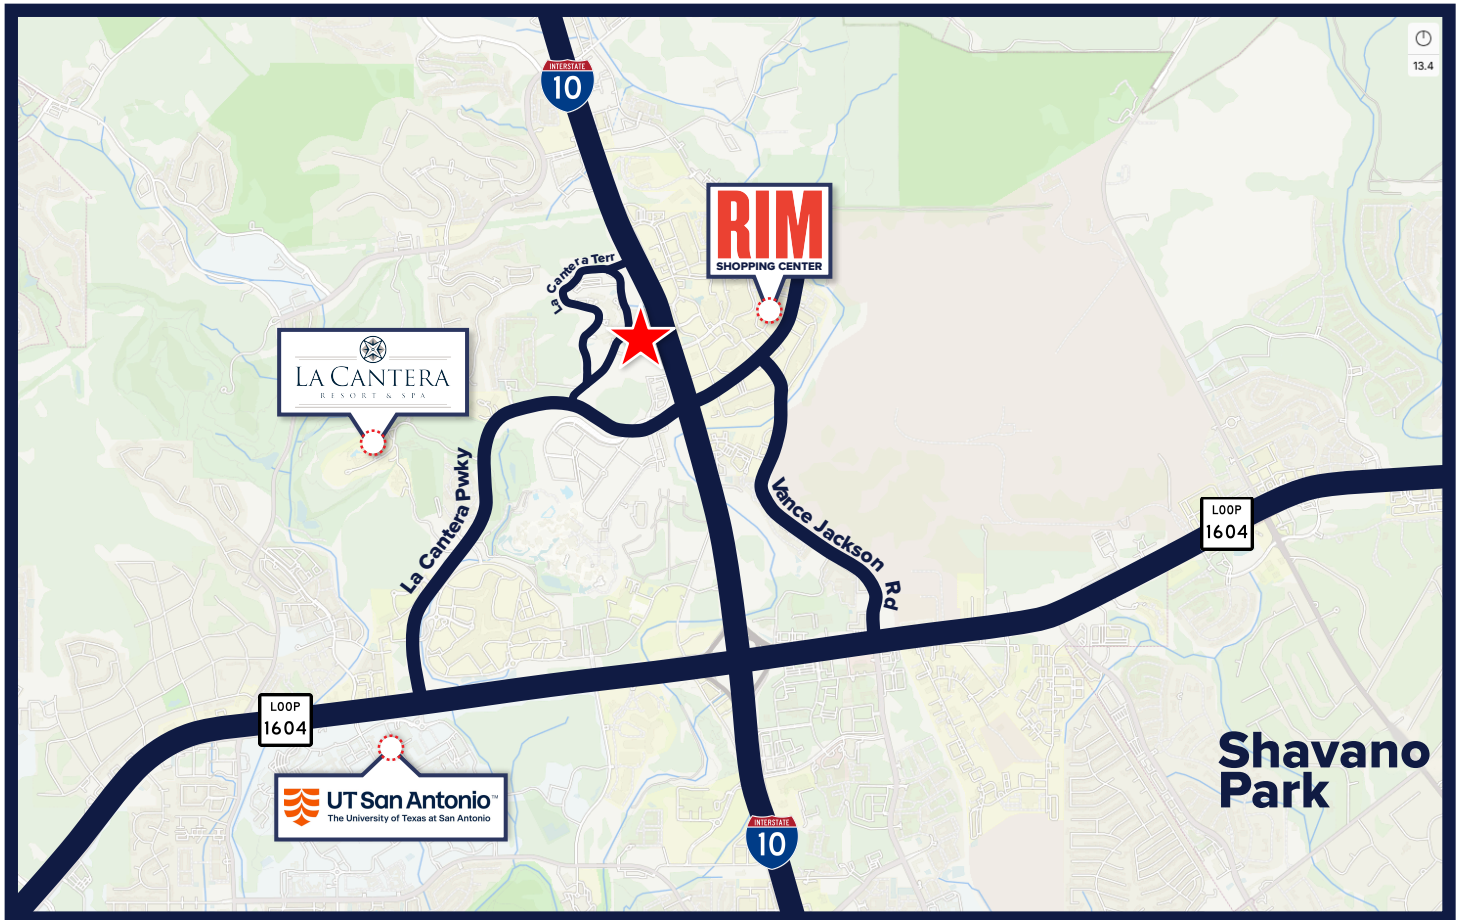 INTERSTATE
10
13.4
RIM
SHOPPING CENTER
La Cantera Terr
LA CANTERA
RESORT & SPA
La Cantera Pwky
Vance Jackson Rd
LOOP
1604
LOOP
1604
Shavano
Park
UT San Antonio™
The University of Texas at San Antonio
INTERSTATE
10